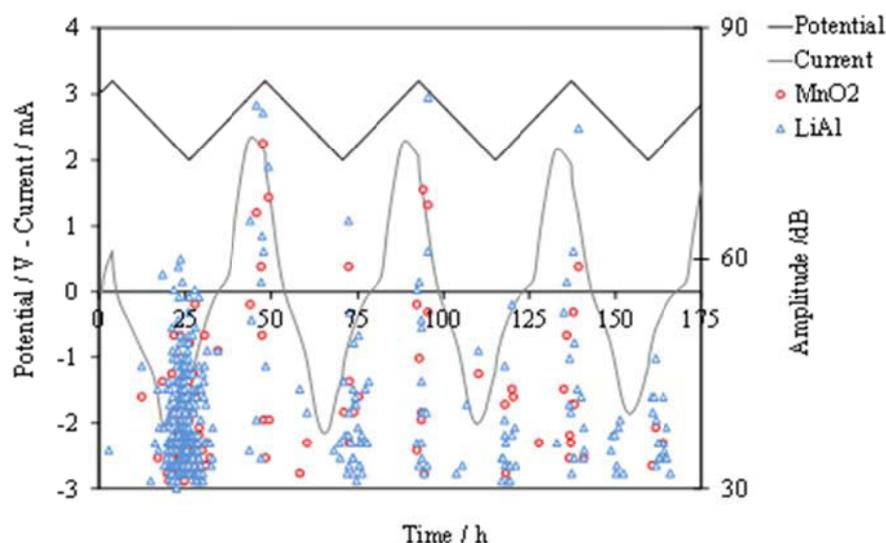 4
3
2
1
0
-1
-2
-3
Potential / V - Current / mA
0 25 50 75 100 125 150 175
Time / h
90
60
30
Amplitude /dB
Potential
Current
MnO2
LiAl